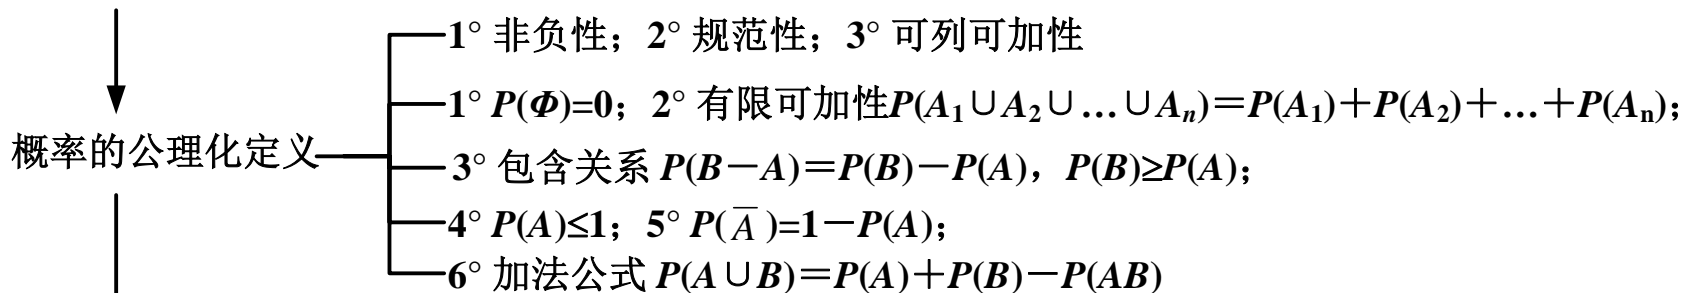 1° 非负性；2° 规范性；3° 可列可加性
1° P(Φ)=0；2° 有限可加性P(A₁∪A₂∪…∪Aₙ)＝P(A₁)＋P(A₂)＋…＋P(Aₙ)；
概率的公理化定义
3° 包含关系 P(B－A)＝P(B)－P(A)，P(B)≥P(A)；
4° P(A)≤1；5° P(A̅)=1－P(A)；
6° 加法公式 P(A∪B)＝P(A)＋P(B)－P(AB)